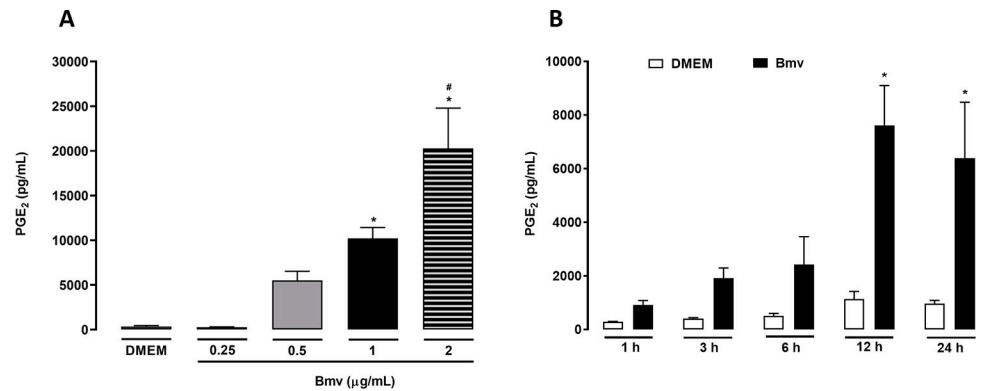 A
30000
25000
20000
15000
10000
5000
0
PGE2 (pg/mL)
#
*
*
DMEM 0.25 0.5 1 2
Bmv (μg/mL)
B
DMEM Bmv
10000
8000
6000
4000
2000
0
PGE2 (pg/mL)
* *
1 h 3 h 6 h 12 h 24 h